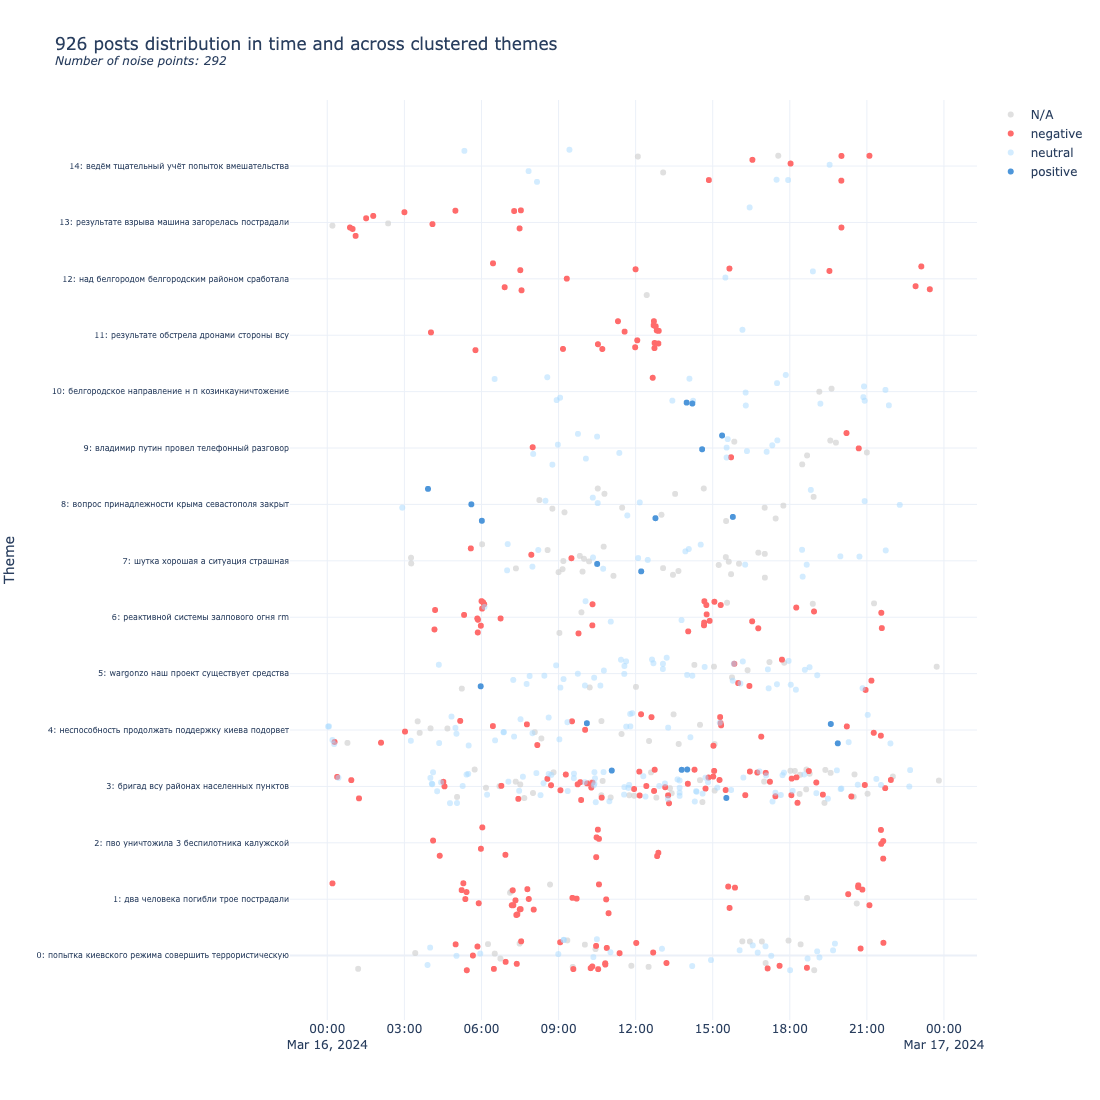 926 posts distribution in time and across clustered themes
Number of noise points: 292
N/A
negative
neutral
positive
Theme
14: ведём тщательный учёт попыток вмешательства
13: результате взрыва машина загорелась пострадали
12: над белгородом белгородским районом сработала
11: результате обстрела дронами стороны всу
10: белгородское направление н п козинкауничтожение
9: владимир путин провел телефонный разговор
8: вопрос принадлежности крыма севастополя закрыт
7: шутка хорошая а ситуация страшная
6: реактивной системы залпового огня rm
5: wargonzo наш проект существует средства
4: неспособность продолжать поддержку киева подорвет
3: бригад всу районах населенных пунктов
2: пво уничтожила 3 беспилотника калужской
1: два человека погибли трое пострадали
0: попытка киевского режима совершить террористическую
00:00 03:00 06:00 09:00 12:00 15:00 18:00 21:00 00:00
Mar 16, 2024 Mar 17, 2024